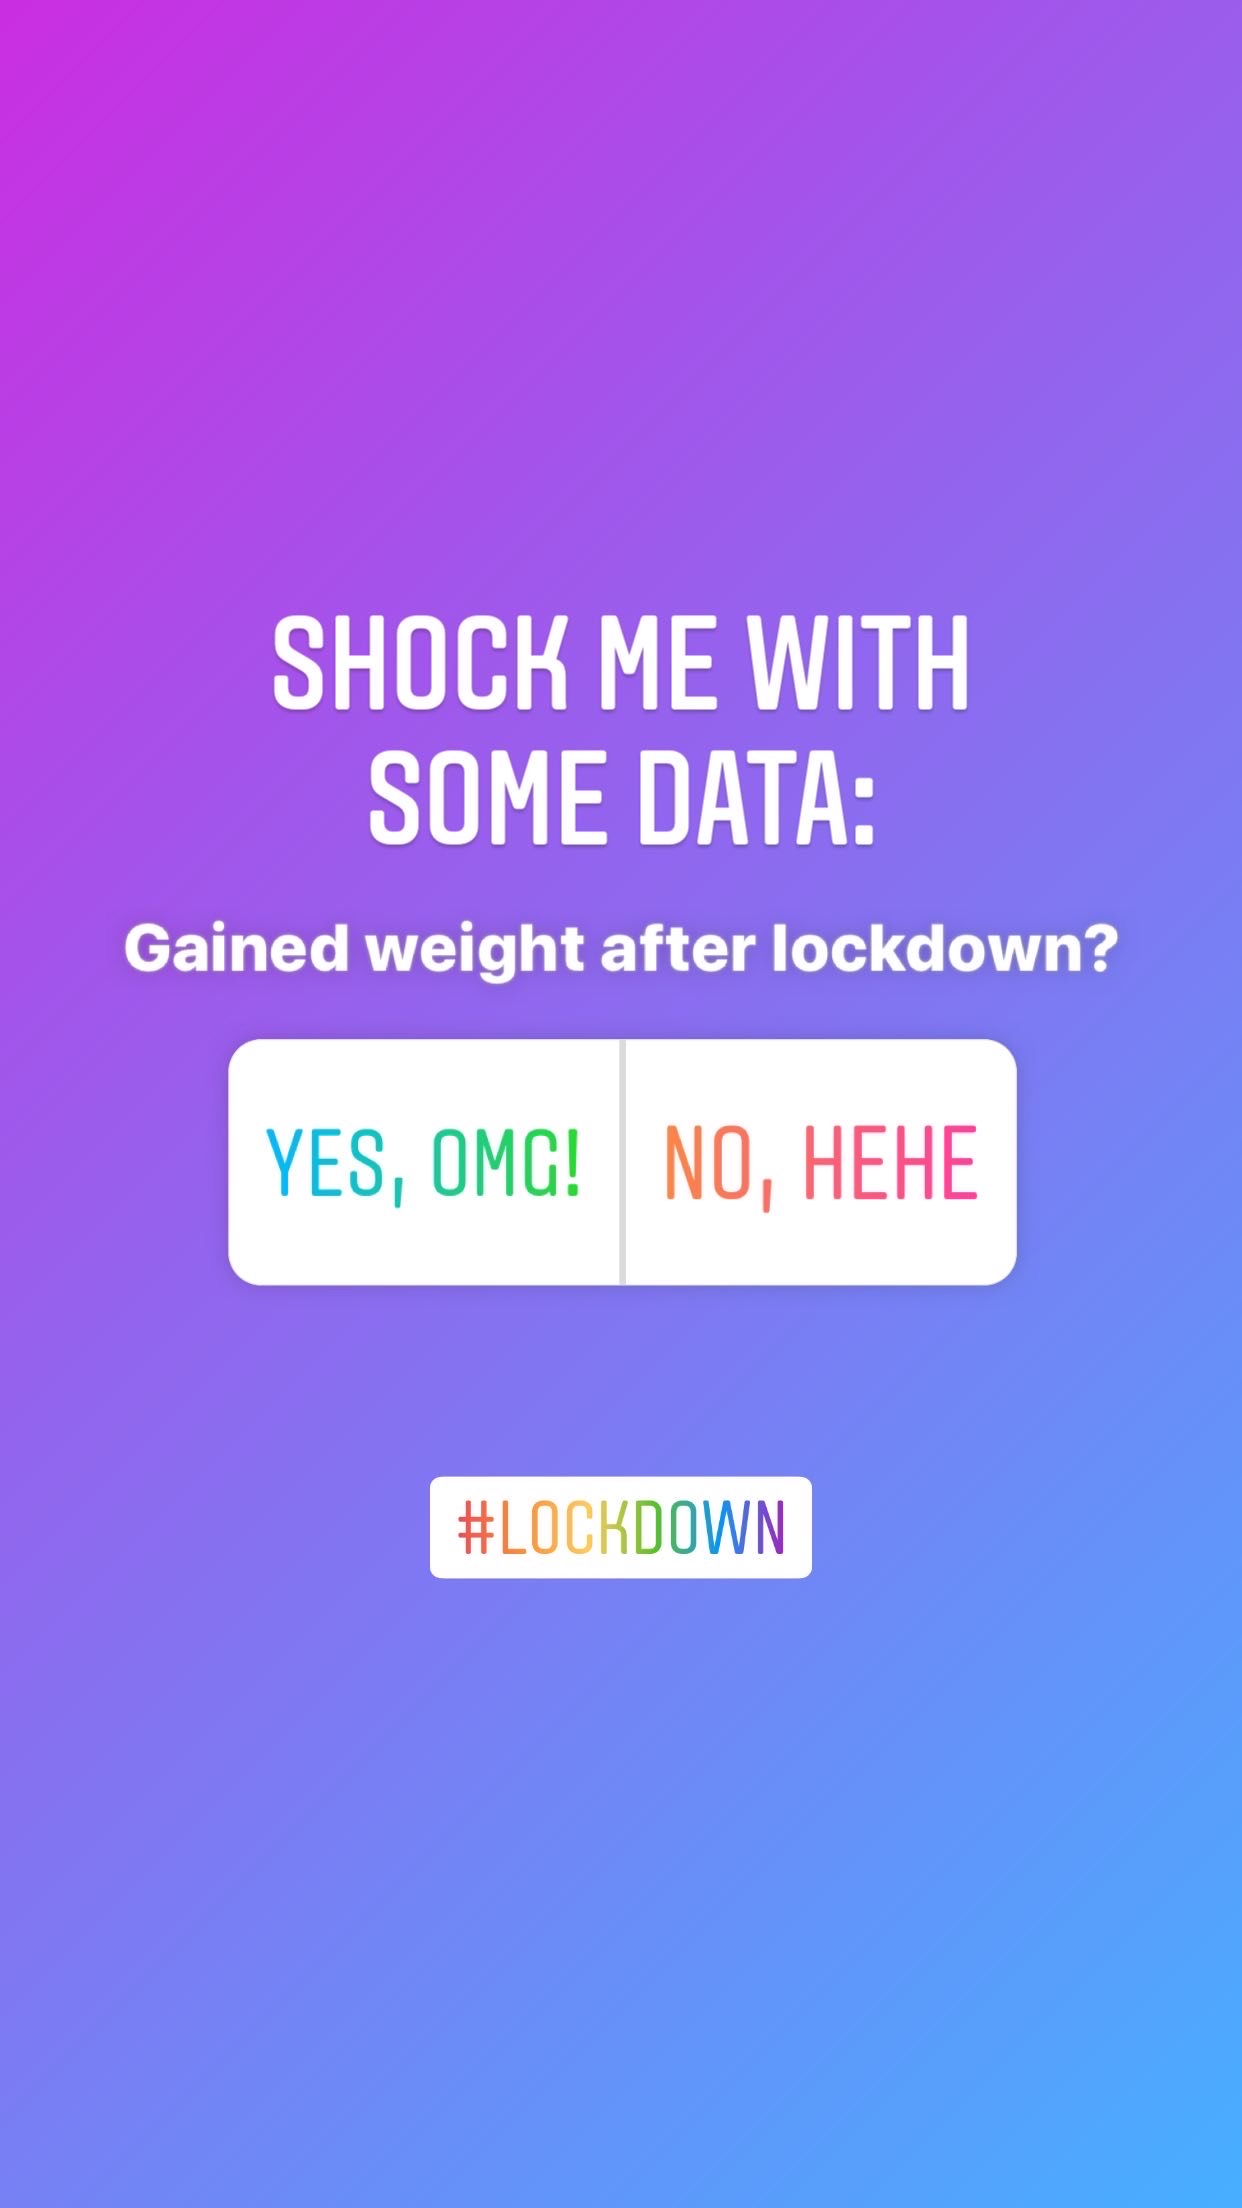 SHOCK ME WITH
SOME DATA:
Gained weight after lockdown?
YES, OMG!
NO, HEHE
#LOCKDOWN